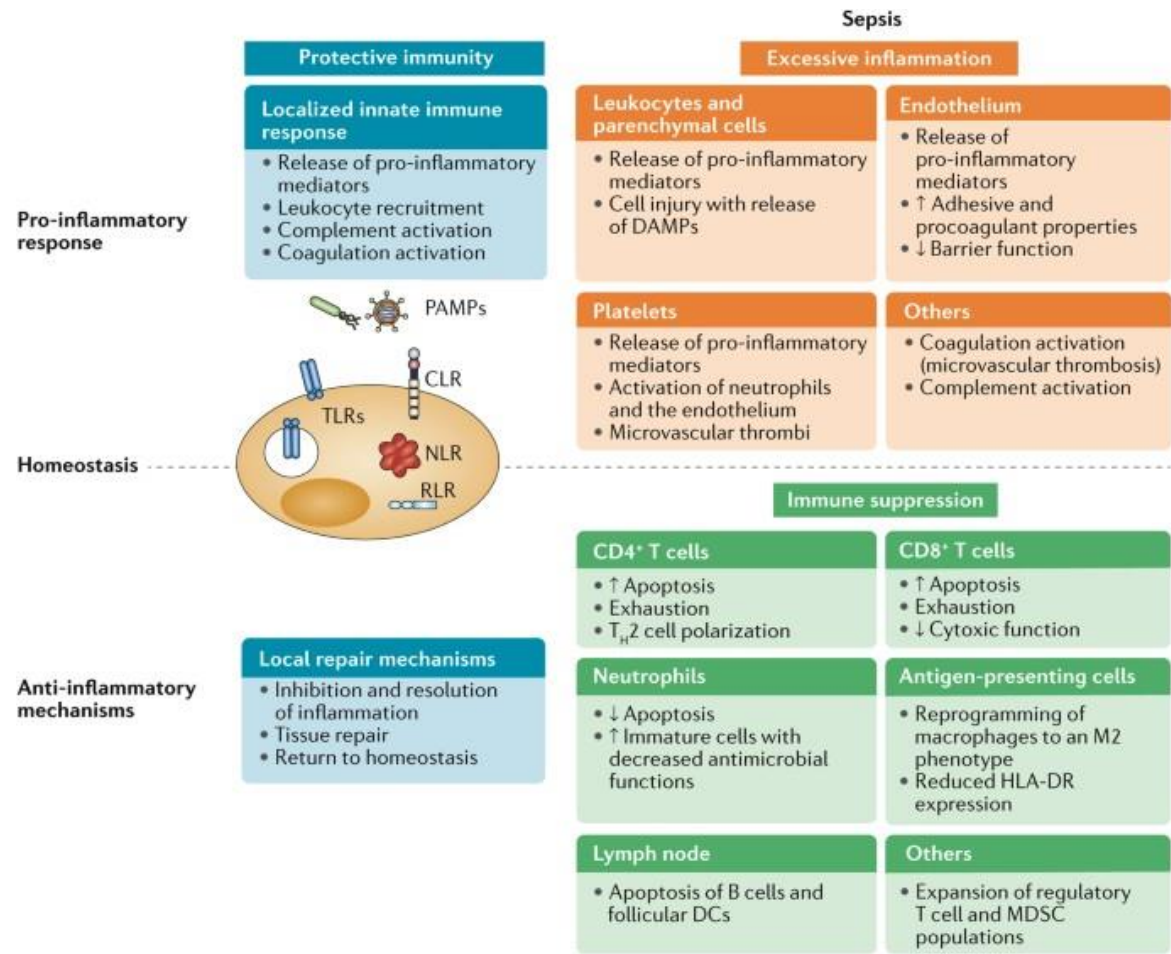 Sepsis
Protective immunity
Excessive inflammation
Pro-inflammatory
response
Localized innate immune
response
• Release of pro-inflammatory
mediators
• Leukocyte recruitment
• Complement activation
• Coagulation activation
Leukocytes and
parenchymal cells
• Release of pro-inflammatory
mediators
• Cell injury with release
of DAMPs
Endothelium
• Release of
pro-inflammatory
mediators
• ↑ Adhesive and
procoagulant properties
• ↓ Barrier function
Platelets
• Release of pro-inflammatory
mediators
• Activation of neutrophils
and the endothelium
• Microvascular thrombi
Others
• Coagulation activation
(microvascular thrombosis)
• Complement activation
PAMPs
CLR
TLRs
NLR
RLR
Homeostasis
Immune suppression
CD4⁺ T cells
• ↑ Apoptosis
• Exhaustion
• T_H2 cell polarization
CD8⁺ T cells
• ↑ Apoptosis
• Exhaustion
• ↓ Cytoxic function
Anti-inflammatory
mechanisms
Local repair mechanisms
• Inhibition and resolution
of inflammation
• Tissue repair
• Return to homeostasis
Neutrophils
• ↓ Apoptosis
• ↑ Immature cells with
decreased antimicrobial
functions
Antigen-presenting cells
• Reprogramming of
macrophages to an M2
phenotype
• Reduced HLA-DR
expression
Lymph node
• Apoptosis of B cells and
follicular DCs
Others
• Expansion of regulatory
T cell and MDSC
populations